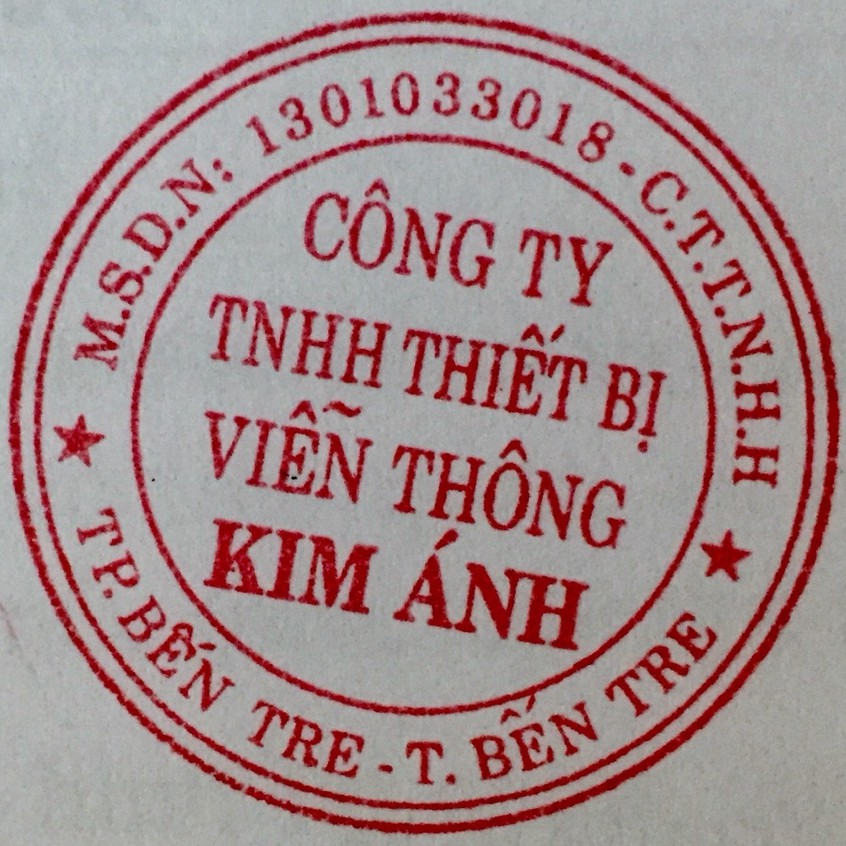 M.S.D.N: 1301033018 - C.T.T.N.H.H
CÔNG TY
TNHH THIẾT BỊ
VIỄN THÔNG
KIM ÁNH
TP. BẾN TRE - T. BẾN TRE